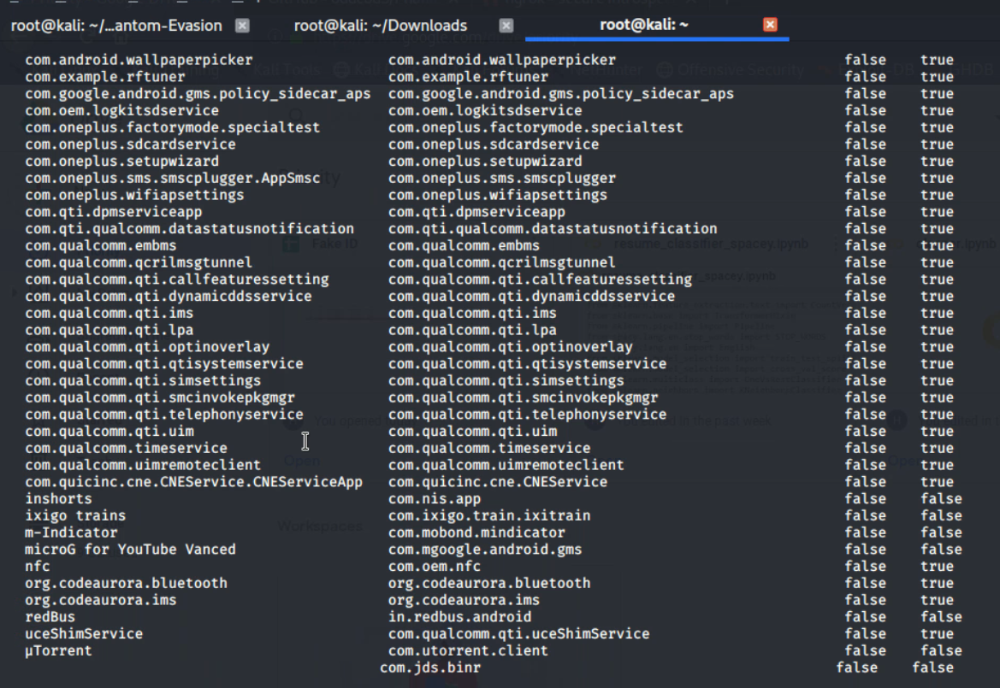 root@kali: ~/...antom-Evasion root@kali: ~/Downloads root@kali: ~
com.android.wallpaperpicker com.android.wallpaperpicker false true
com.example.rftuner com.example.rftuner false true
com.google.android.gms.policy_sidecar_aps com.google.android.gms.policy_sidecar_aps false true
com.oem.logkitsdservice com.oem.logkitsdservice false true
com.oneplus.factorymode.specialtest com.oneplus.factorymode.specialtest false true
com.oneplus.sdcardservice com.oneplus.sdcardservice false true
com.oneplus.setupwizard com.oneplus.setupwizard false true
com.oneplus.sms.smscplugger.AppSmsc com.oneplus.sms.smscplugger false true
com.oneplus.wifiapsettings com.oneplus.wifiapsettings false true
com.qti.dpmserviceapp com.qti.dpmserviceapp false true
com.qti.qualcomm.datastatusnotification com.qti.qualcomm.datastatusnotification false true
com.qualcomm.embms com.qualcomm.embms false true
com.qualcomm.qcrilmsgtunnel com.qualcomm.qcrilmsgtunnel false true
com.qualcomm.qti.callfeaturessetting com.qualcomm.qti.callfeaturessetting false true
com.qualcomm.qti.dynamicddsservice com.qualcomm.qti.dynamicddsservice false true
com.qualcomm.qti.ims com.qualcomm.qti.ims false true
com.qualcomm.qti.lpa com.qualcomm.qti.lpa false true
com.qualcomm.qti.optinoverlay com.qualcomm.qti.optinoverlay false true
com.qualcomm.qti.qtisystemservice com.qualcomm.qti.qtisystemservice false true
com.qualcomm.qti.simsettings com.qualcomm.qti.simsettings false true
com.qualcomm.qti.smcinvokepkgmgr com.qualcomm.qti.smcinvokepkgmgr false true
com.qualcomm.qti.telephonyservice com.qualcomm.qti.telephonyservice false true
com.qualcomm.qti.uim com.qualcomm.qti.uim false true
com.qualcomm.timeservice com.qualcomm.timeservice false true
com.qualcomm.uimremoteclient com.qualcomm.uimremoteclient false true
com.quicinc.cne.CNEService.CNEServiceApp com.quicinc.cne.CNEService false true
inshorts com.nis.app false false
ixigo trains com.ixigo.train.ixitrain false false
m-Indicator com.mobond.mindicator false false
microG for YouTube Vanced com.mgoogle.android.gms false false
nfc com.oem.nfc false true
org.codeaurora.bluetooth org.codeaurora.bluetooth false true
org.codeaurora.ims org.codeaurora.ims false true
redBus in.redbus.android false false
uceShimService com.qualcomm.qti.uceShimService false true
µTorrent com.utorrent.client false false
com.jds.binr false false